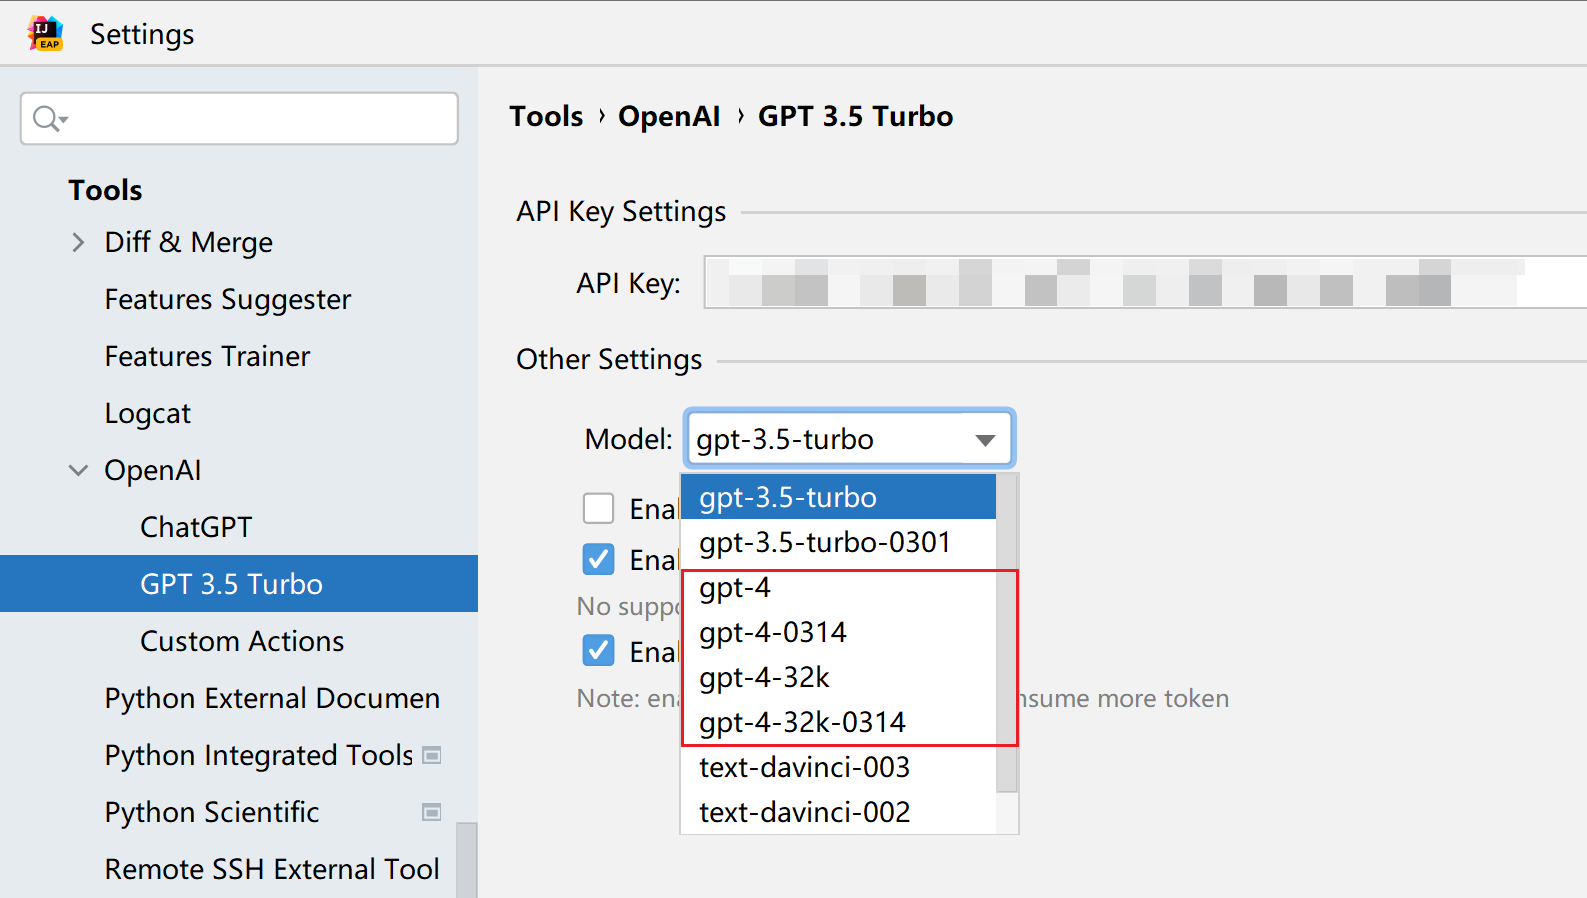 IJ
EAP
Settings
Tools
Diff & Merge
Features Suggester
Features Trainer
Logcat
OpenAI
ChatGPT
GPT 3.5 Turbo
Custom Actions
Python External Documen
Python Integrated Tools
Python Scientific
Remote SSH External Tool
Tools › OpenAI › GPT 3.5 Turbo
API Key Settings
API Key:
Other Settings
Model: gpt-3.5-turbo
gpt-3.5-turbo
gpt-3.5-turbo-0301
gpt-4
gpt-4-0314
gpt-4-32k
gpt-4-32k-0314
text-davinci-003
text-davinci-002
Ena
Ena
No supp
Ena
Note: ena
nsume more token